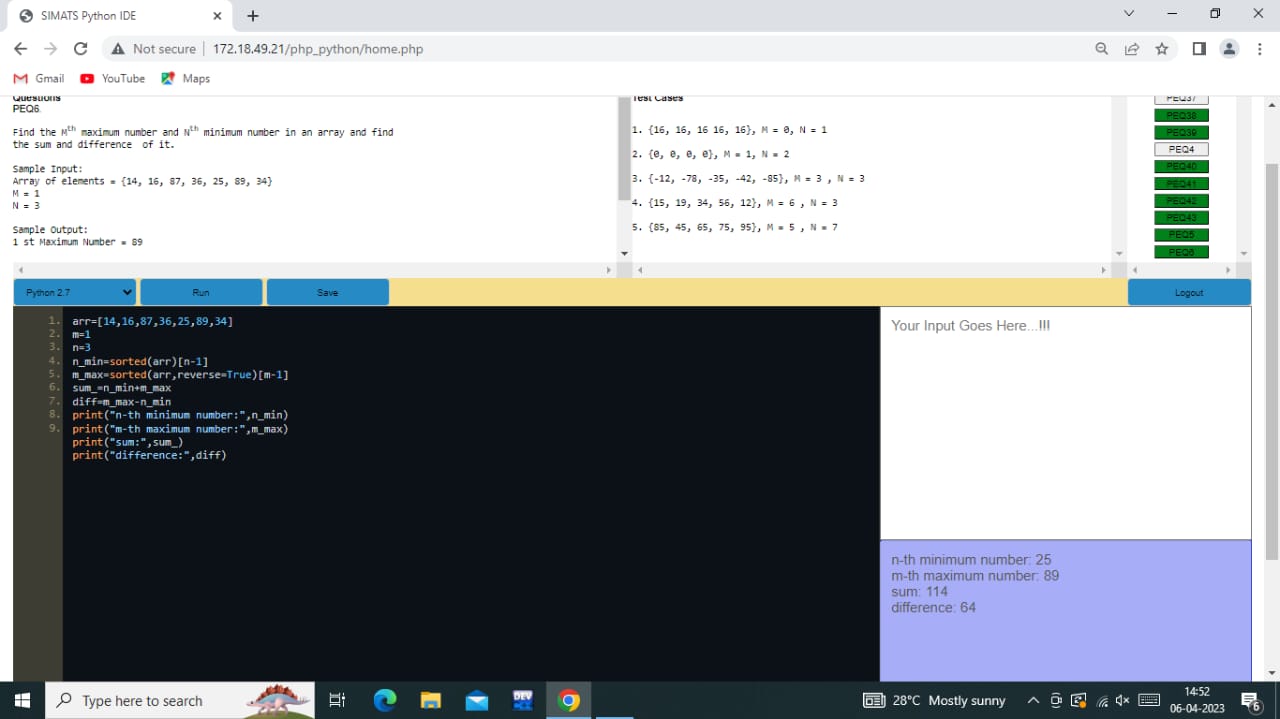 SIMATS Python IDE
Not secure
172.18.49.21/php_python/home.php
Gmail
YouTube
Maps
Questions
PEQ6.
Find the Mth maximum number and Nth minimum number in an array and find
the sum and difference  of it.
Sample Input:
Array of elements = {14, 16, 87, 36, 25, 89, 34}
M = 1
N = 3
Sample Output:
1 st Maximum Number = 89
Test Cases
1. {16, 16, 16 16, 16}, M = 0, N = 1
2. {0, 0, 0, 0}, M = 1, N = 2
3. {-12, -78, -35, -42, -85}, M = 3 , N = 3
4. {15, 19, 34, 56, 12}, M = 6 , N = 3
5. {85, 45, 65, 75, 95}, M = 5 , N = 7
PEQ37
PEQ38
PEQ39
PEQ4
PEQ40
PEQ41
PEQ42
PEQ43
PEQ5
PEQ6
Python 2.7
Run
Save
Logout
1. arr=[14,16,87,36,25,89,34]
2. m=1
3. n=3
4. n_min=sorted(arr)[n-1]
5. m_max=sorted(arr,reverse=True)[m-1]
6. sum_=n_min+m_max
7. diff=m_max-n_min
8. print("n-th minimum number:",n_min)
9. print("m-th maximum number:",m_max)
print("sum:",sum_)
print("difference:",diff)
Your Input Goes Here...!!!
n-th minimum number: 25
m-th maximum number: 89
sum: 114
difference: 64
Type here to search
DEV
28°C Mostly sunny
14:52
06-04-2023
6